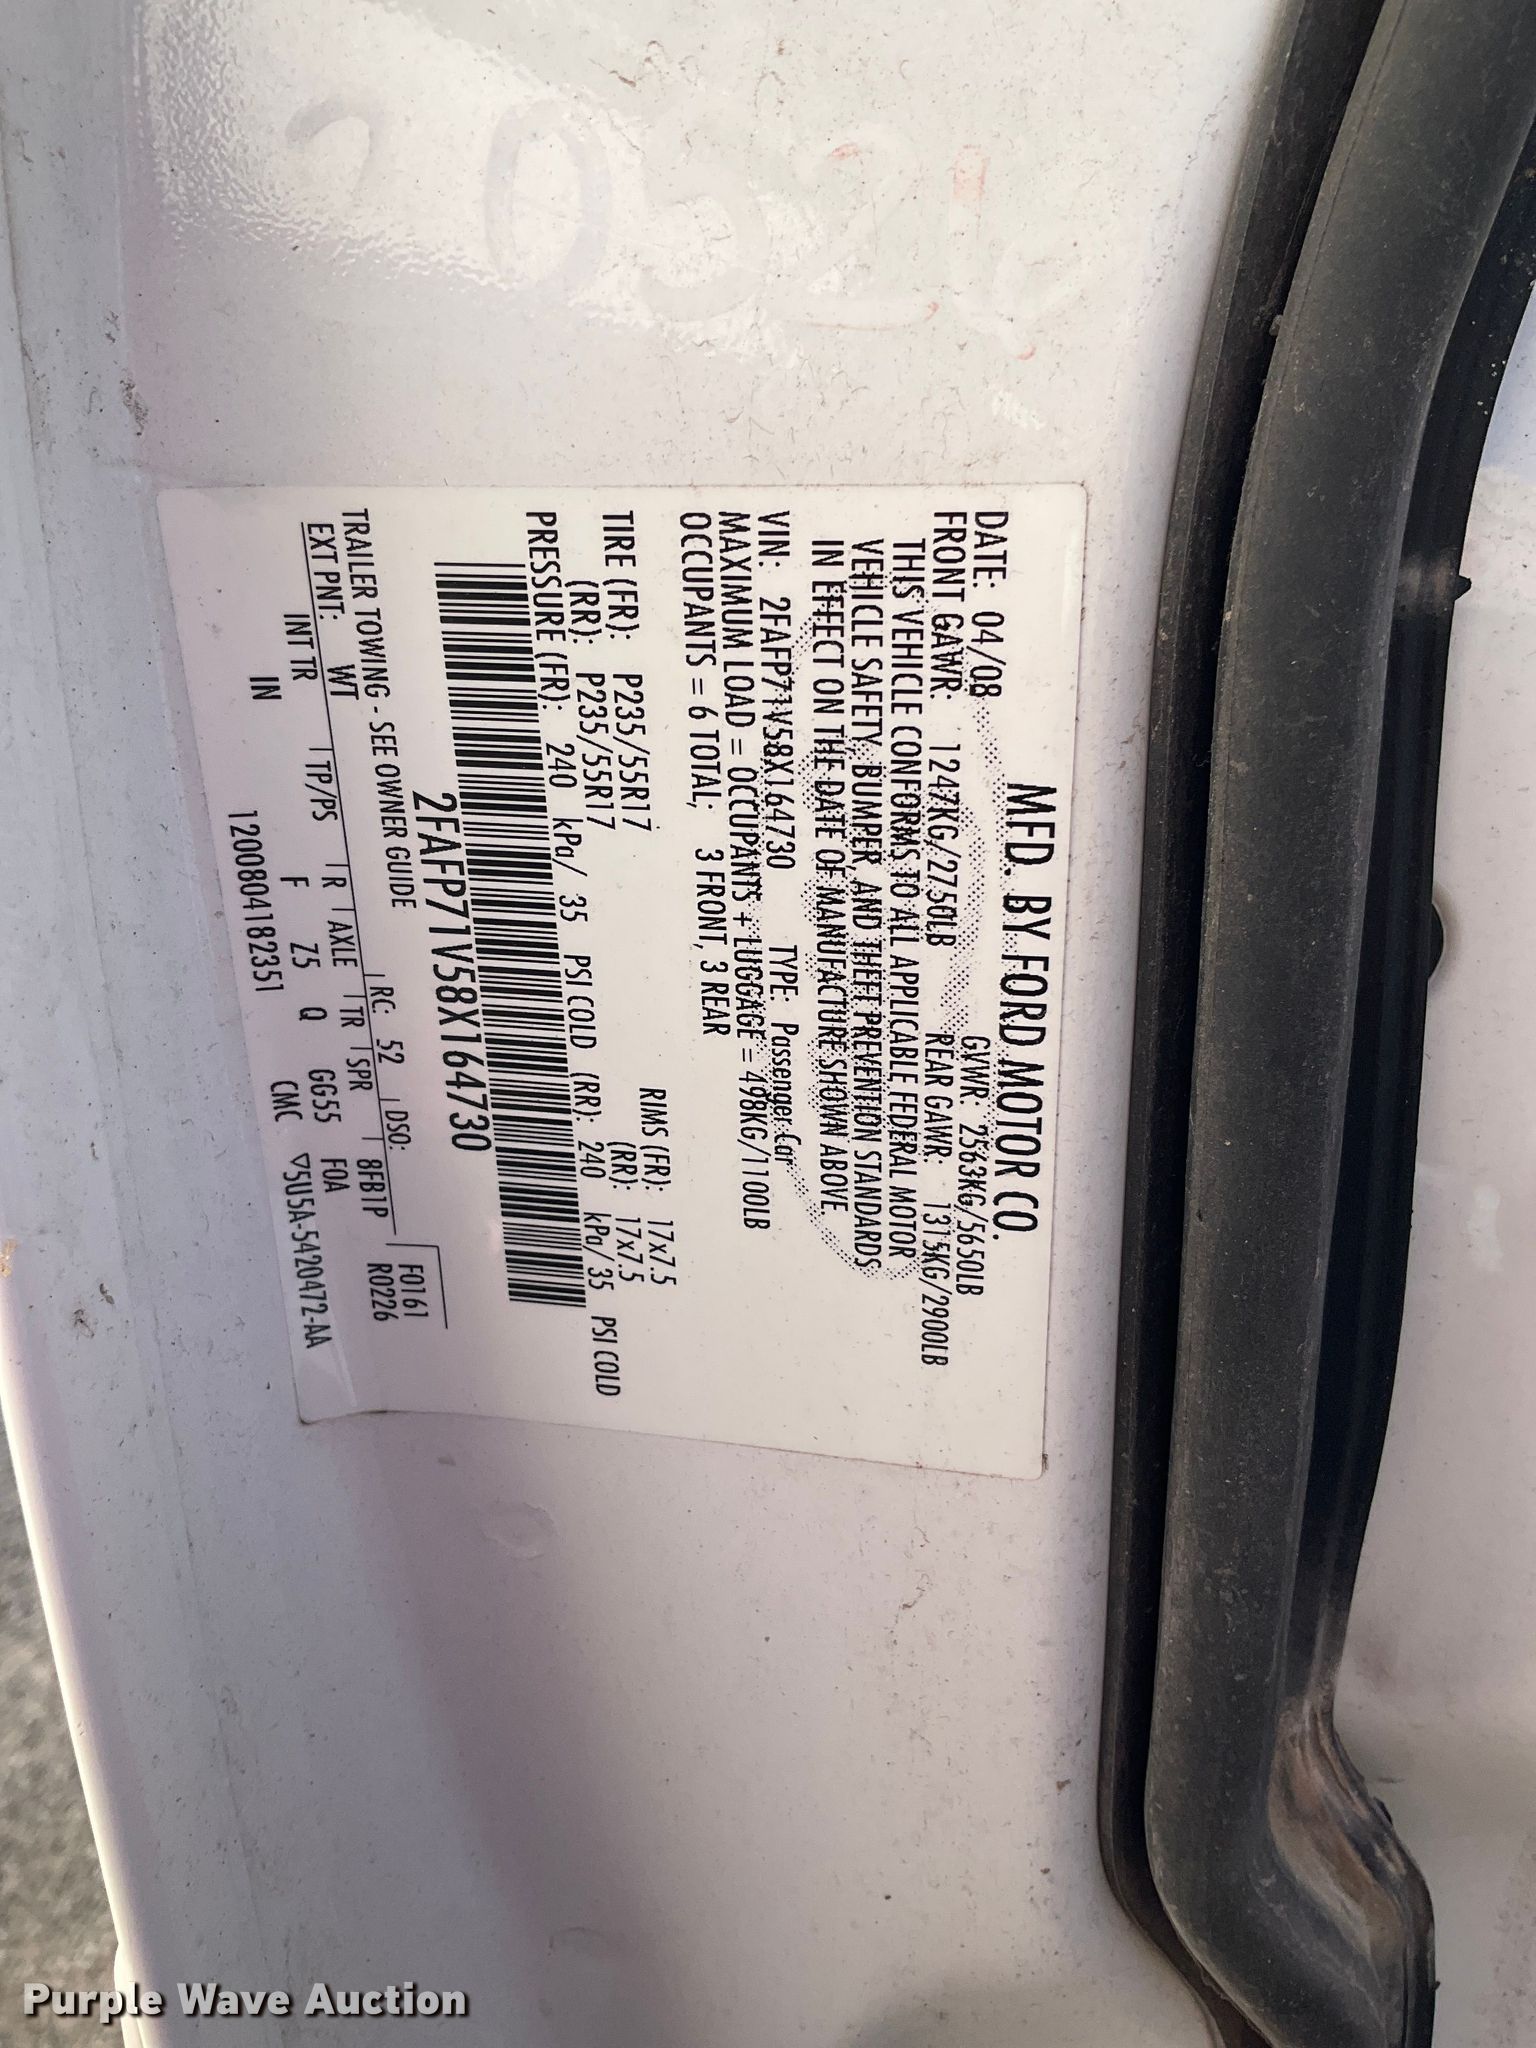 2052
MFD. BY FORD MOTOR CO.
DATE: 04/08 GVWR: 2563KG/5650LB
FRONT GAWR: 1247KG/2750LB REAR GAWR: 1315KG/2900LB
THIS VEHICLE CONFORMS TO ALL APPLICABLE FEDERAL MOTOR
VEHICLE SAFETY, BUMPER, AND THEFT PREVENTION STANDARDS
IN EFFECT ON THE DATE OF MANUFACTURE SHOWN ABOVE.
VIN: 2FAFP71V58X164730 TYPE: Passenger Car
MAXIMUM LOAD = OCCUPANTS + LUGGAGE = 498KG/1100LB
OCCUPANTS = 6 TOTAL; 3 FRONT, 3 REAR
RIMS (FR): 17x7.5
TIRE (FR): P235/55R17 (RR): 17x7.5
(RR): P235/55R17
PRESSURE (FR): 240 kPa/ 35 PSI COLD (RR): 240 kPa/35 PSI COLD
2FAFP71V58X164730
F0161
TRAILER TOWING - SEE OWNER GUIDE RC: 52 DSO: R0226
EXT PNT: WT 8FB1P
INT TR TP/PS R AXLE TR SPR
IN F Z5 Q GG55 F0A
1200804182351 CMC ▽5U5A-5420472-AA
Purple Wave Auction